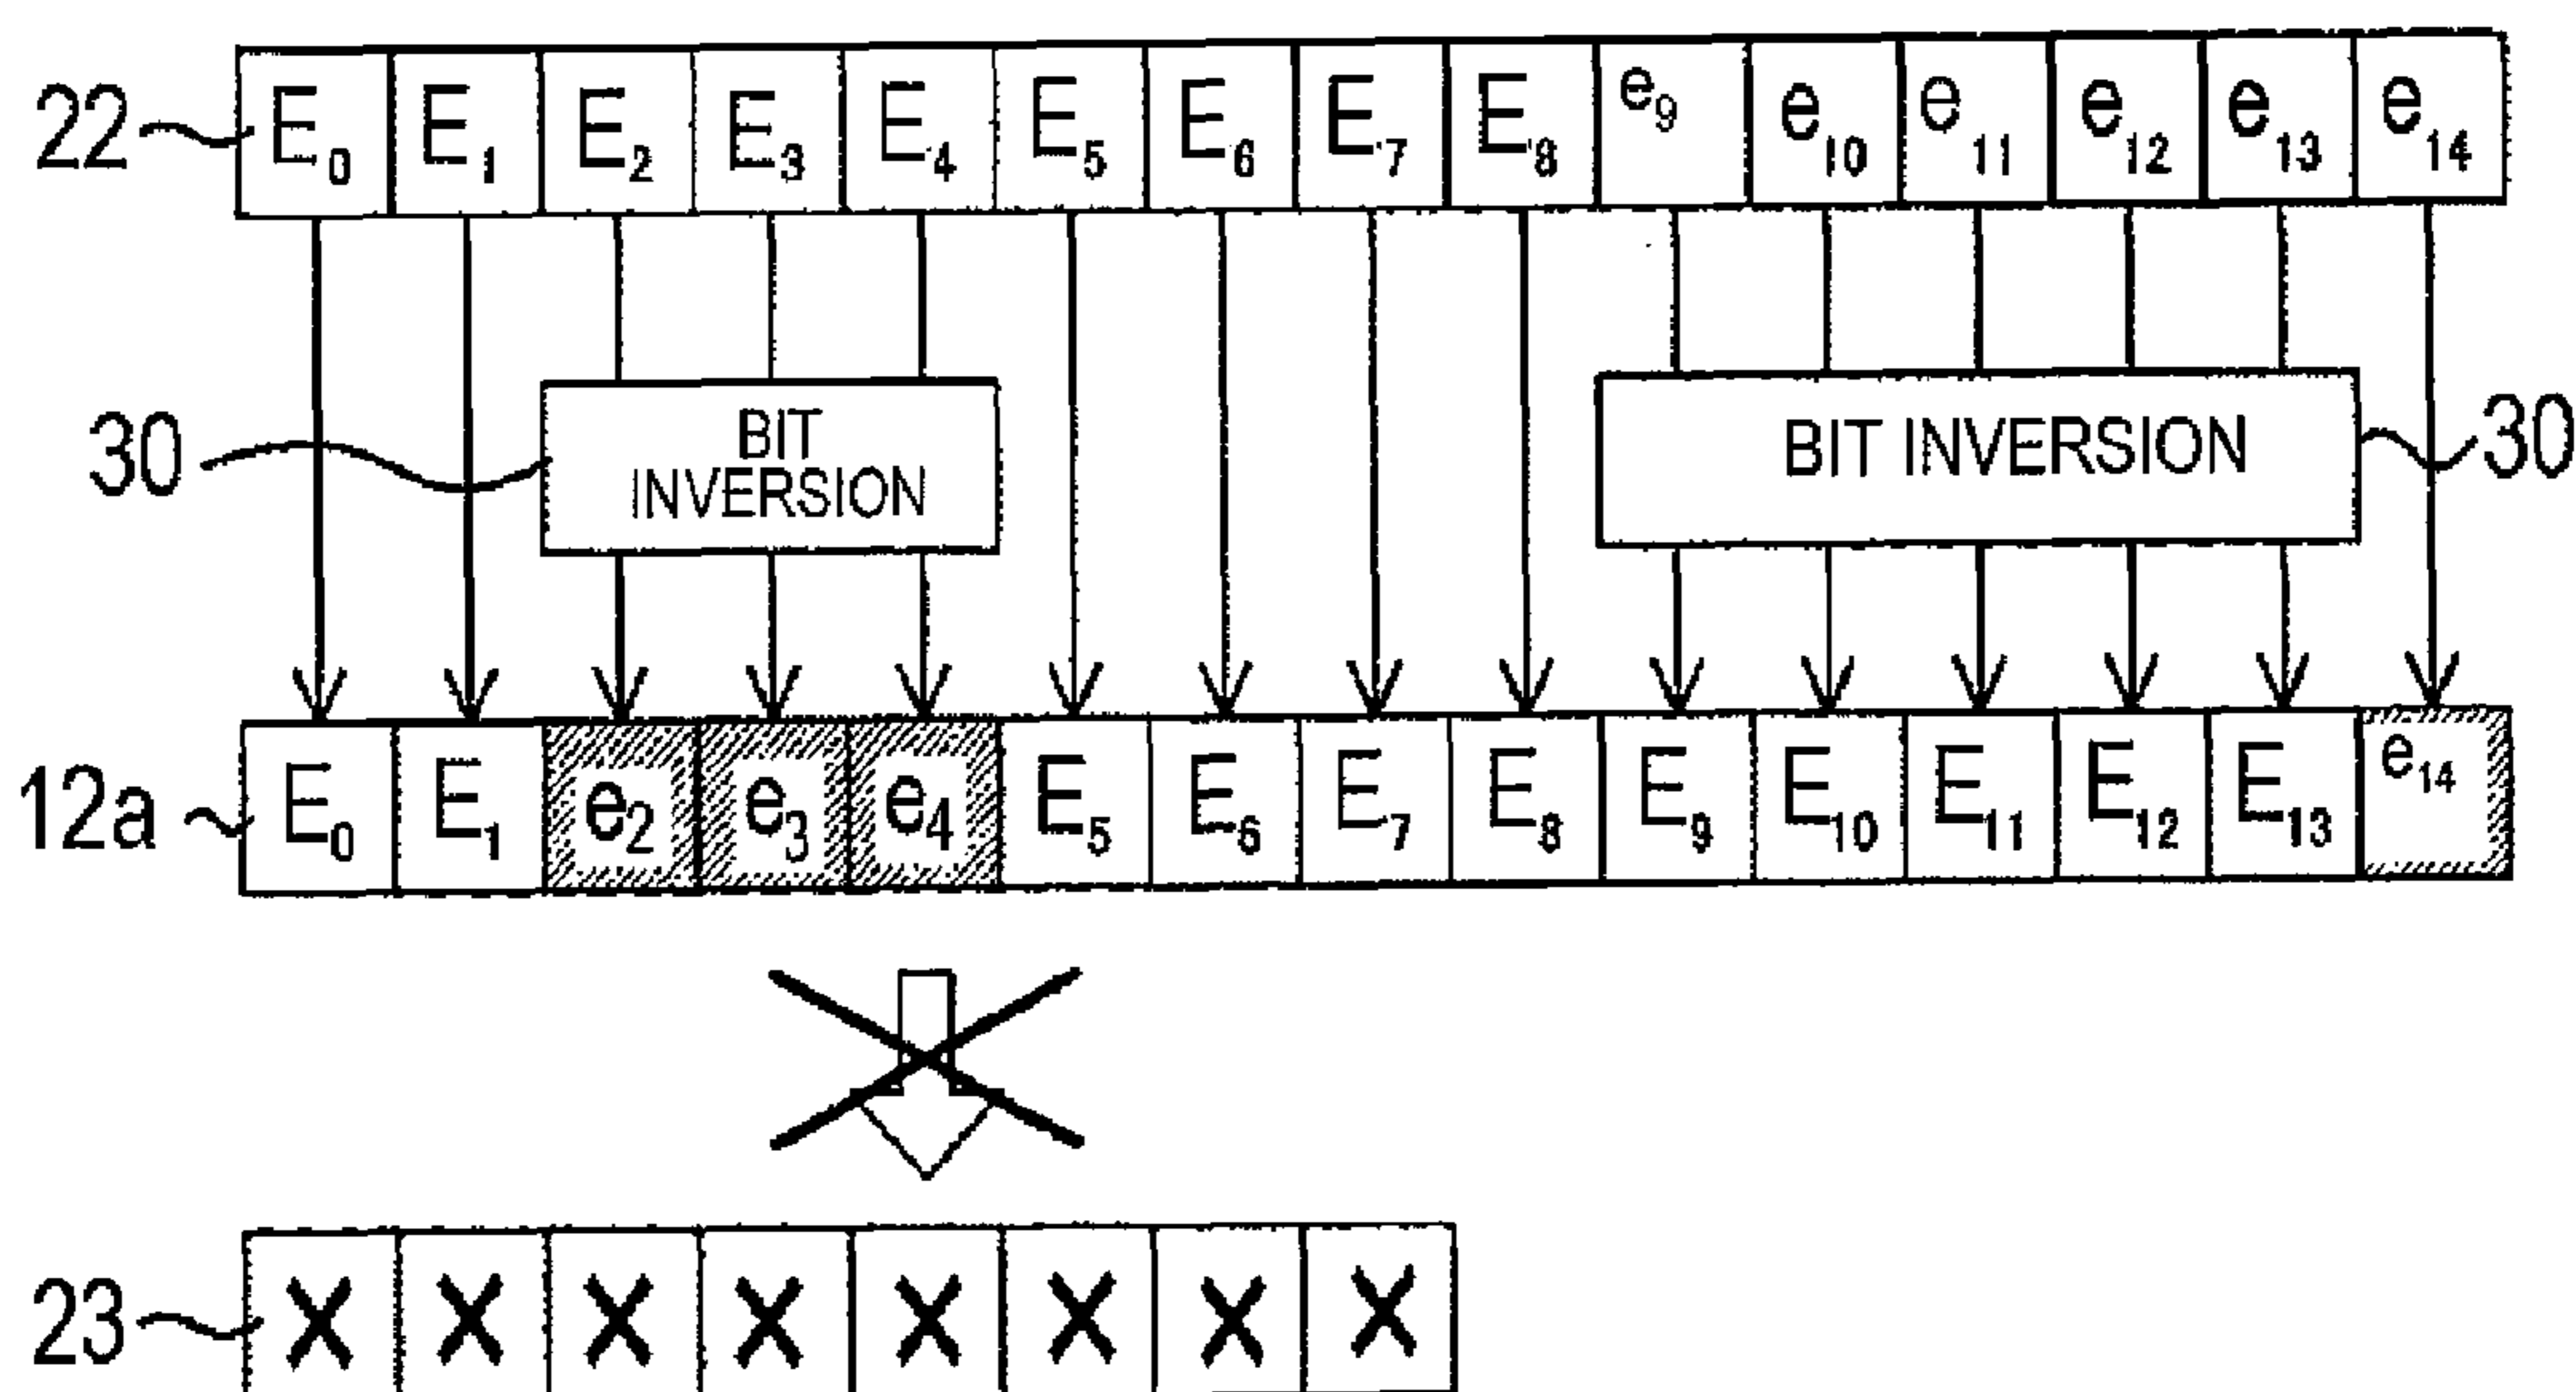 22 E0 E1 E2 E3 E4 E5 E6 E7 E8 e9 e10 e11 e12 e13 e14
30 BIT INVERSION BIT INVERSION 30
12a E0 E1 e2 e3 e4 E5 E6 E7 E8 E9 E10 E11 E12 E13 e14
23 X X X X X X X X